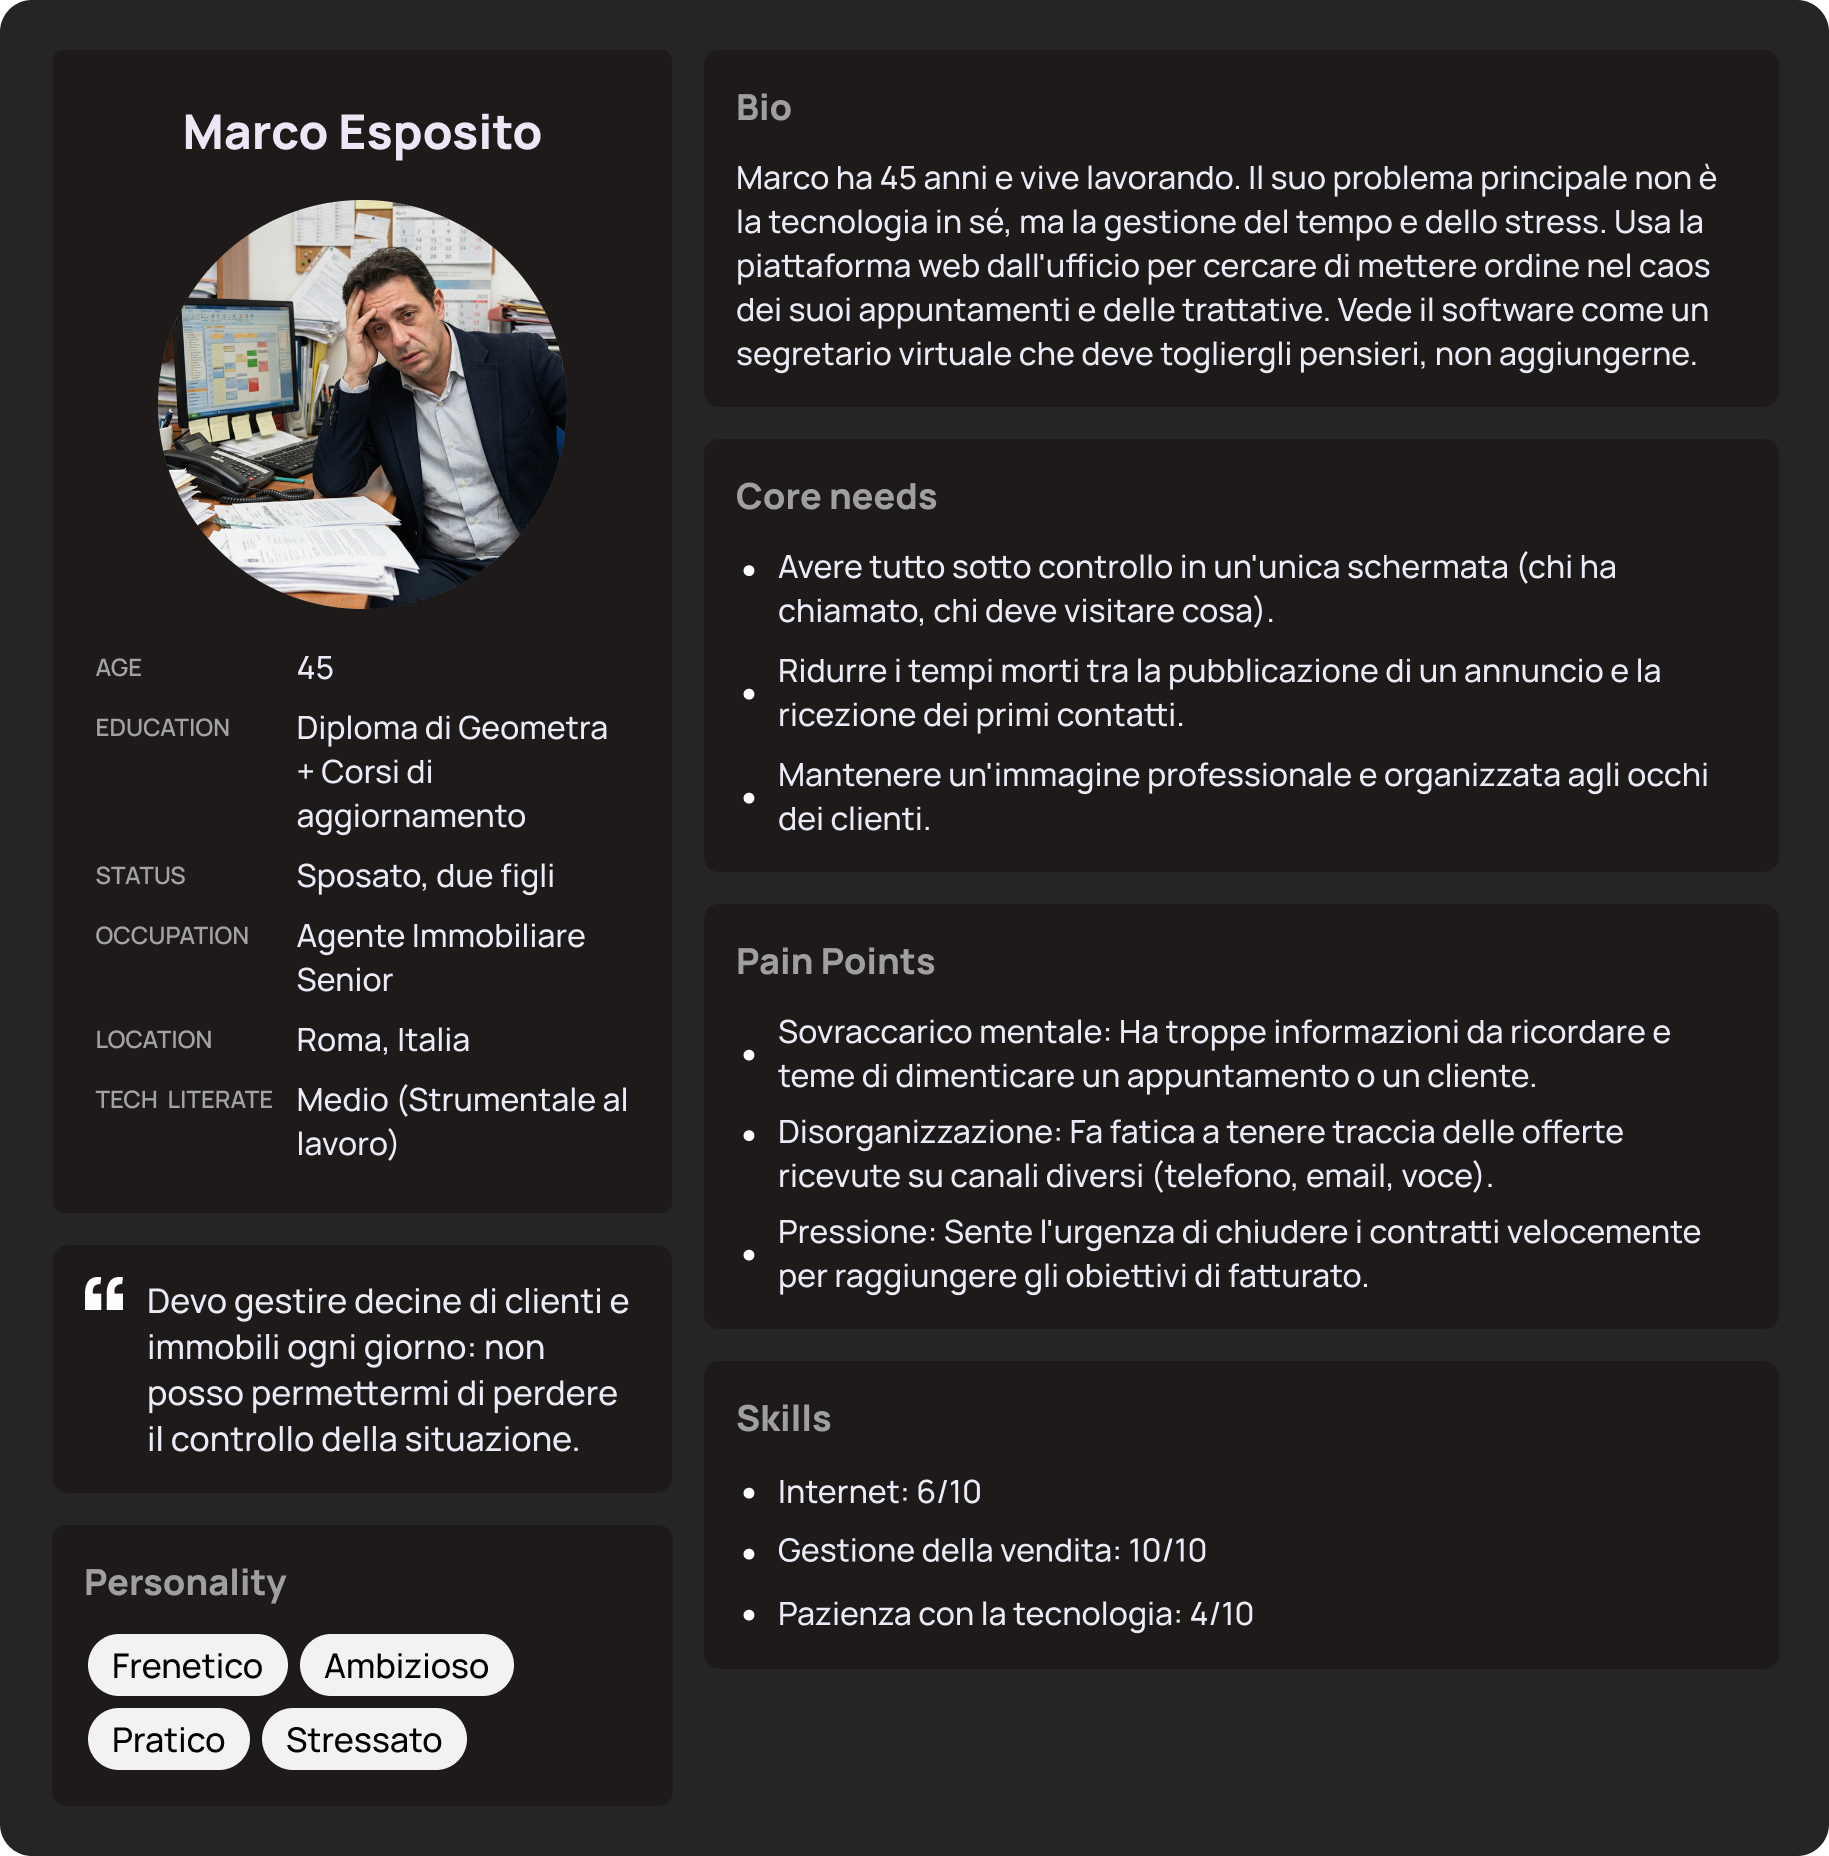 Marco Esposito
AGE
45
EDUCATION
Diploma di Geometra
+ Corsi di
aggiornamento
STATUS
Sposato, due figli
OCCUPATION
Agente Immobiliare
Senior
LOCATION
Roma, Italia
TECH LITERATE
Medio (Strumentale al
lavoro)
Devo gestire decine di clienti e
immobili ogni giorno: non
posso permettermi di perdere
il controllo della situazione.
Personality
Frenetico
Ambizioso
Pratico
Stressato
Bio
Marco ha 45 anni e vive lavorando. Il suo problema principale non è
la tecnologia in sé, ma la gestione del tempo e dello stress. Usa la
piattaforma web dall'ufficio per cercare di mettere ordine nel caos
dei suoi appuntamenti e delle trattative. Vede il software come un
segretario virtuale che deve togliergli pensieri, non aggiungerne.
Core needs
• Avere tutto sotto controllo in un'unica schermata (chi ha
chiamato, chi deve visitare cosa).
• Ridurre i tempi morti tra la pubblicazione di un annuncio e la
ricezione dei primi contatti.
• Mantenere un'immagine professionale e organizzata agli occhi
dei clienti.
Pain Points
• Sovraccarico mentale: Ha troppe informazioni da ricordare e
teme di dimenticare un appuntamento o un cliente.
• Disorganizzazione: Fa fatica a tenere traccia delle offerte
ricevute su canali diversi (telefono, email, voce).
• Pressione: Sente l'urgenza di chiudere i contratti velocemente
per raggiungere gli obiettivi di fatturato.
Skills
• Internet: 6/10
• Gestione della vendita: 10/10
• Pazienza con la tecnologia: 4/10